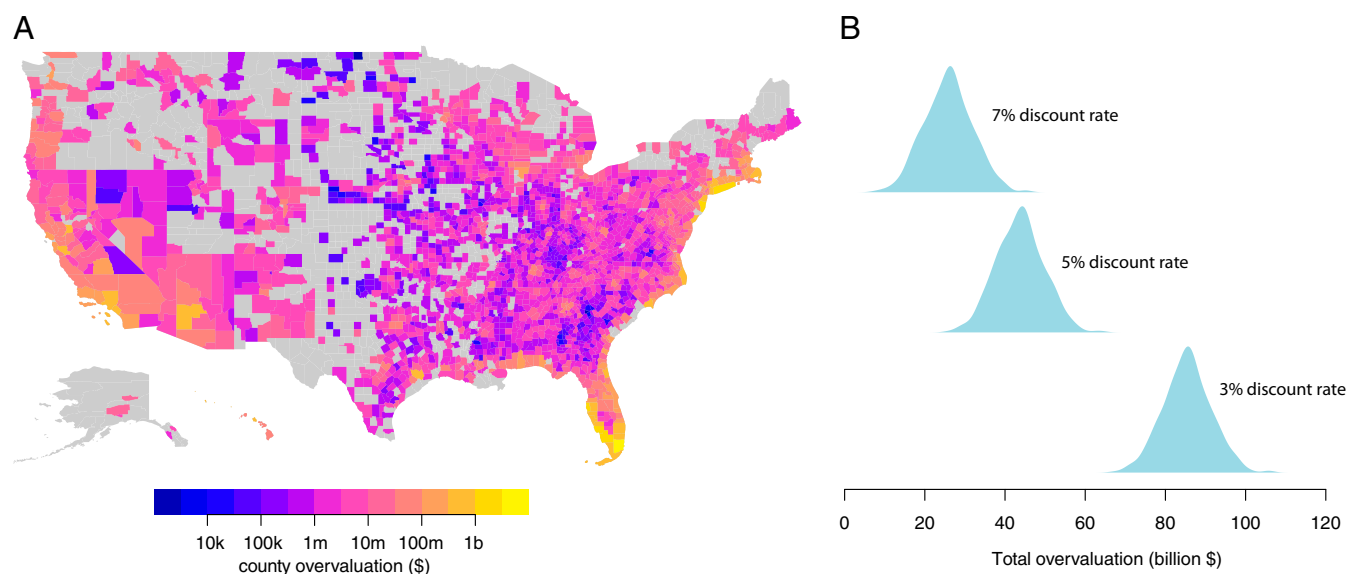 A
B
7% discount rate
5% discount rate
3% discount rate
10k 100k 1m 10m 100m 1b
county overvaluation ($)
0 20 40 60 80 100 120
Total overvaluation (billion $)